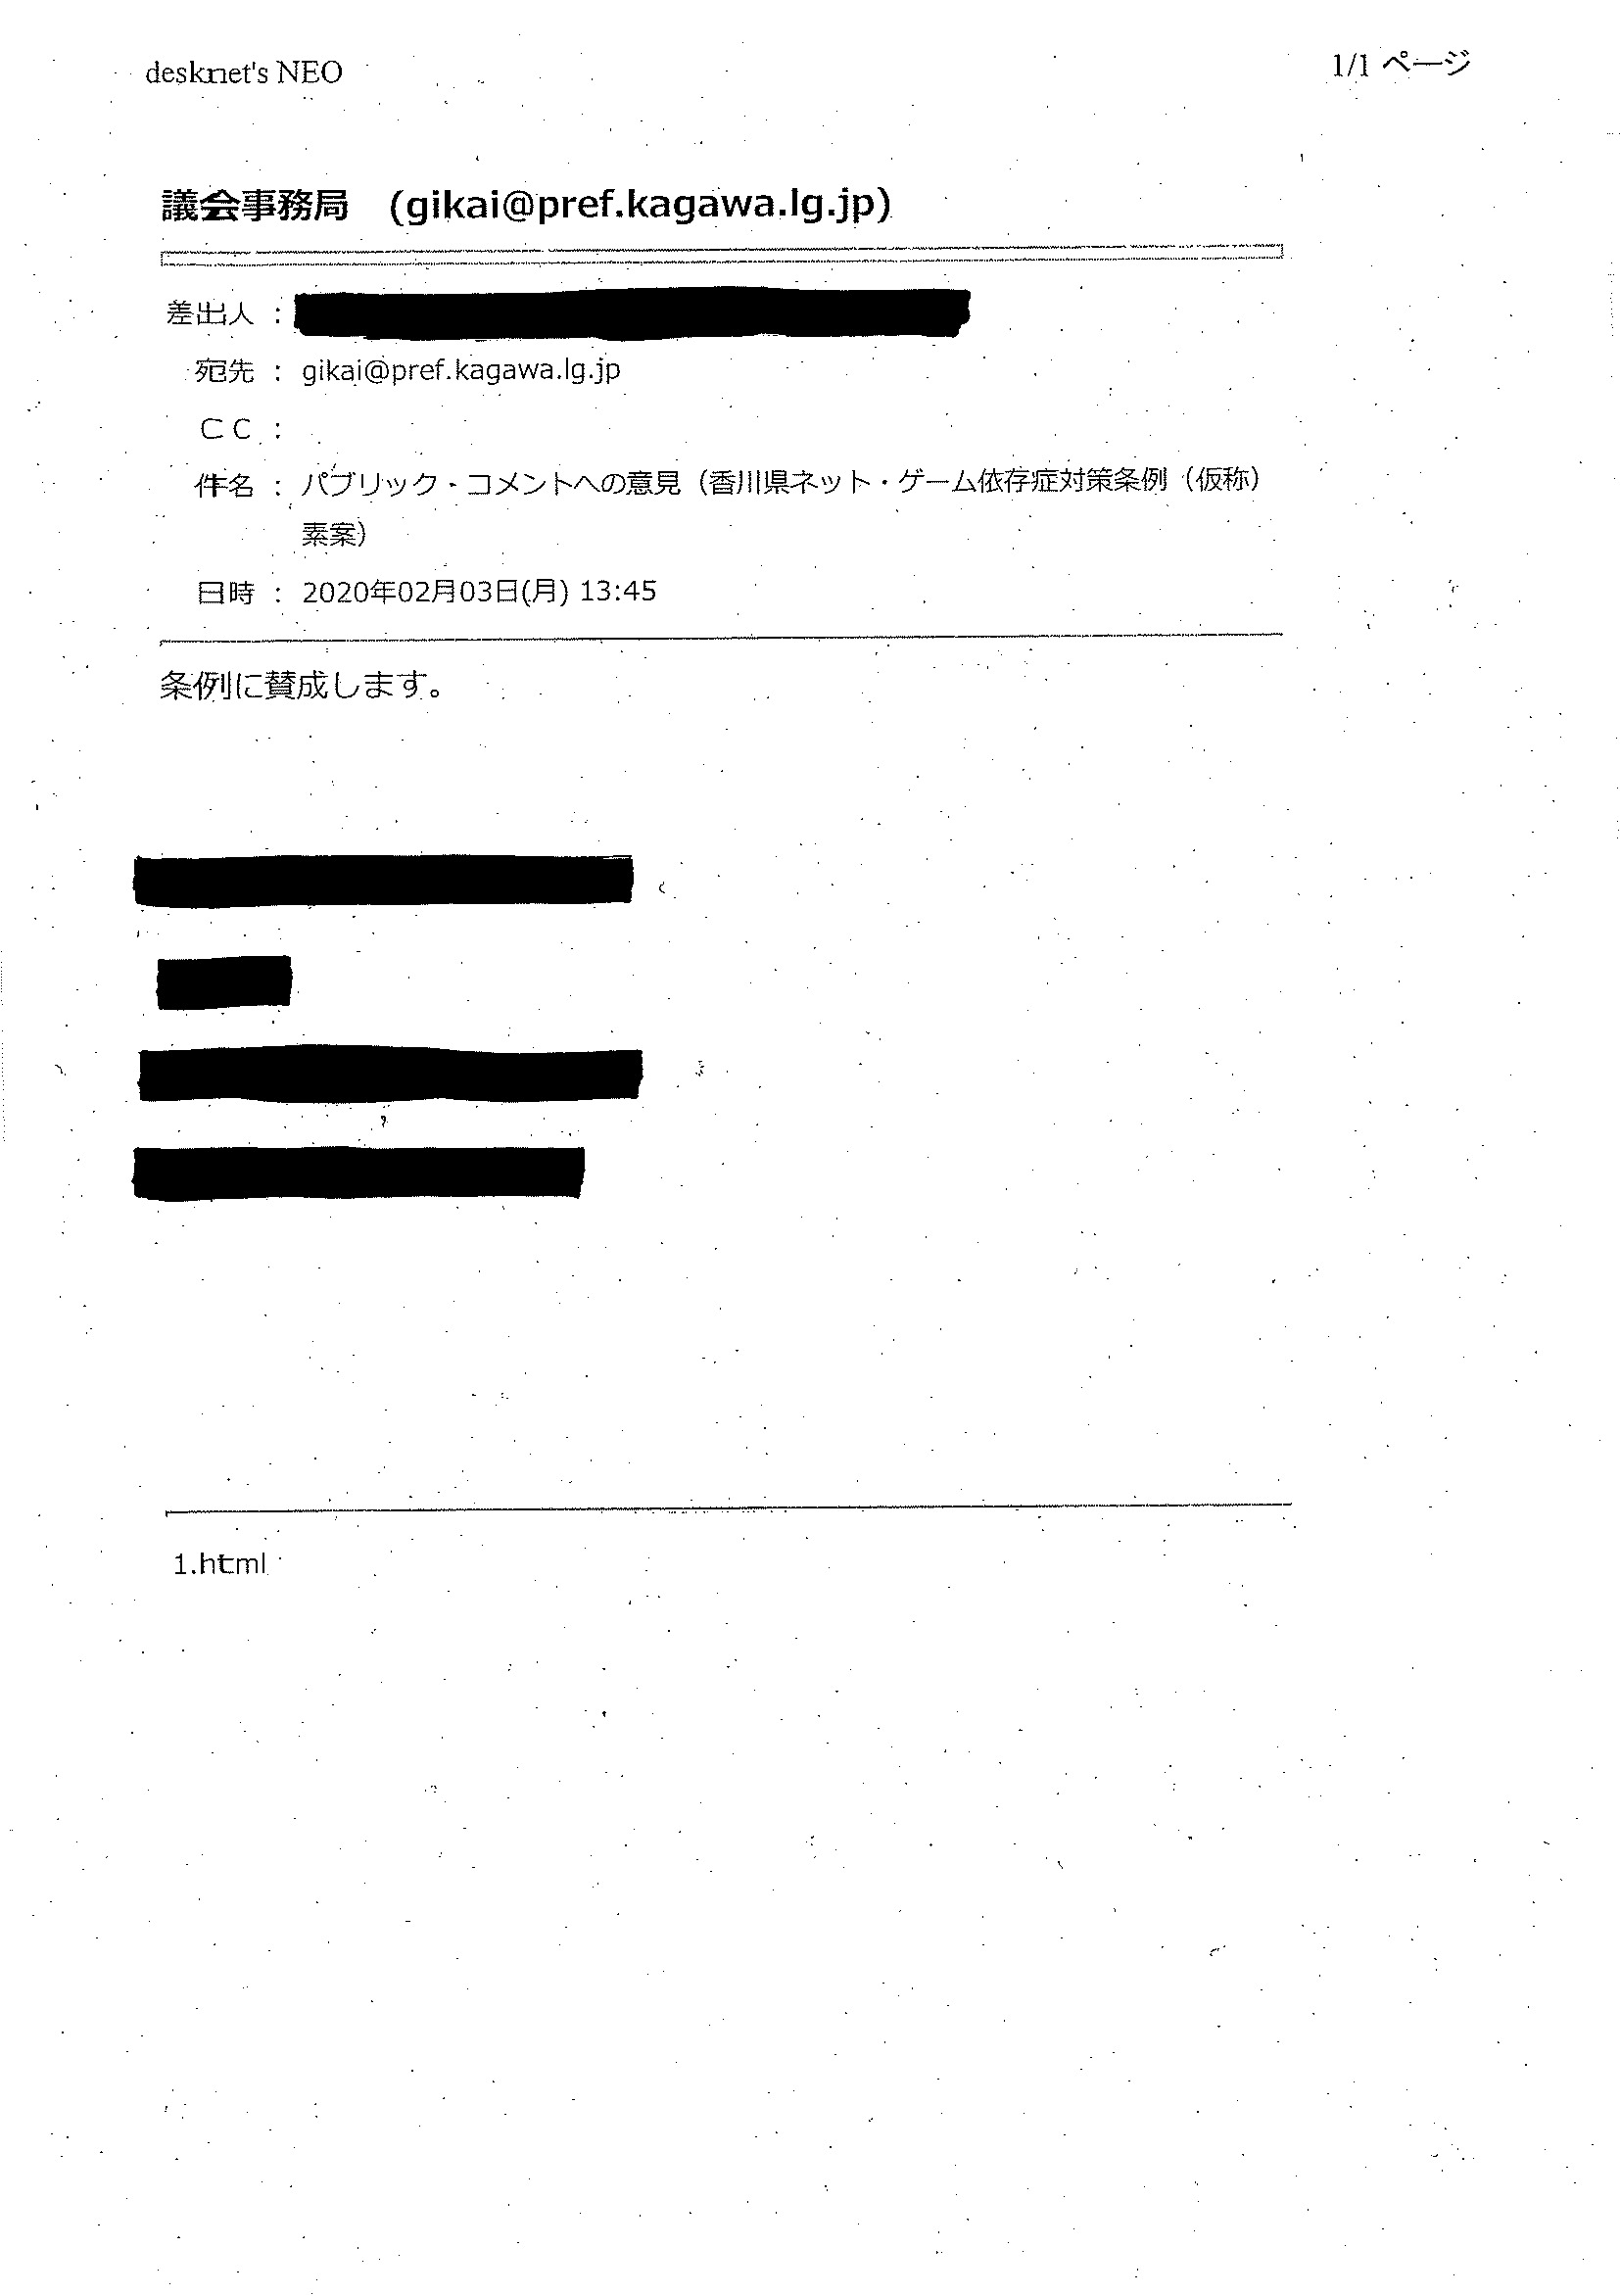 desknet's NEO
1/1 ページ
議会事務局 (gikai@pref.kagawa.lg.jp)
差出人 :
宛先 : gikai@pref.kagawa.lg.jp
ＣＣ :
件名 : パブリック・コメントへの意見（香川県ネット・ゲーム依存症対策条例（仮称）
素案）
日時 : 2020年02月03日(月) 13:45
条例に賛成します。
1.html